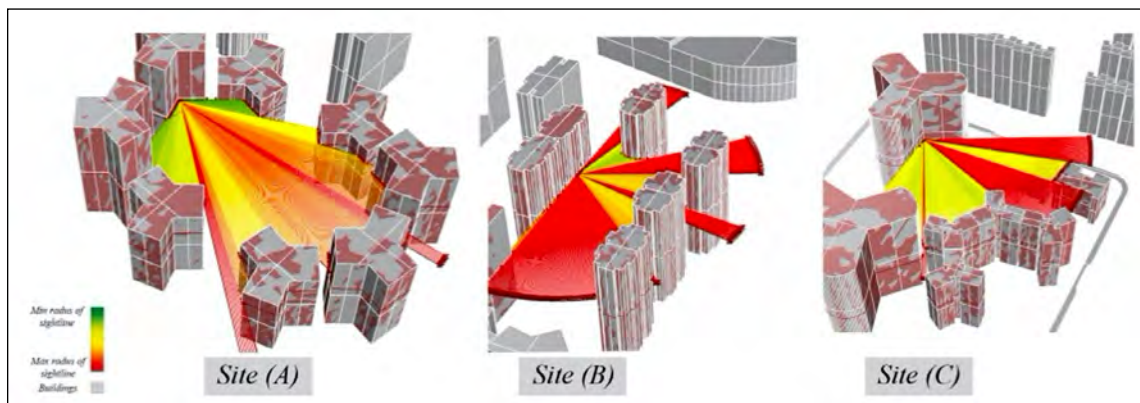 Min radius of
sightline
Max radius of
sightline
Buildings
Site (A)
Site (B)
Site (C)